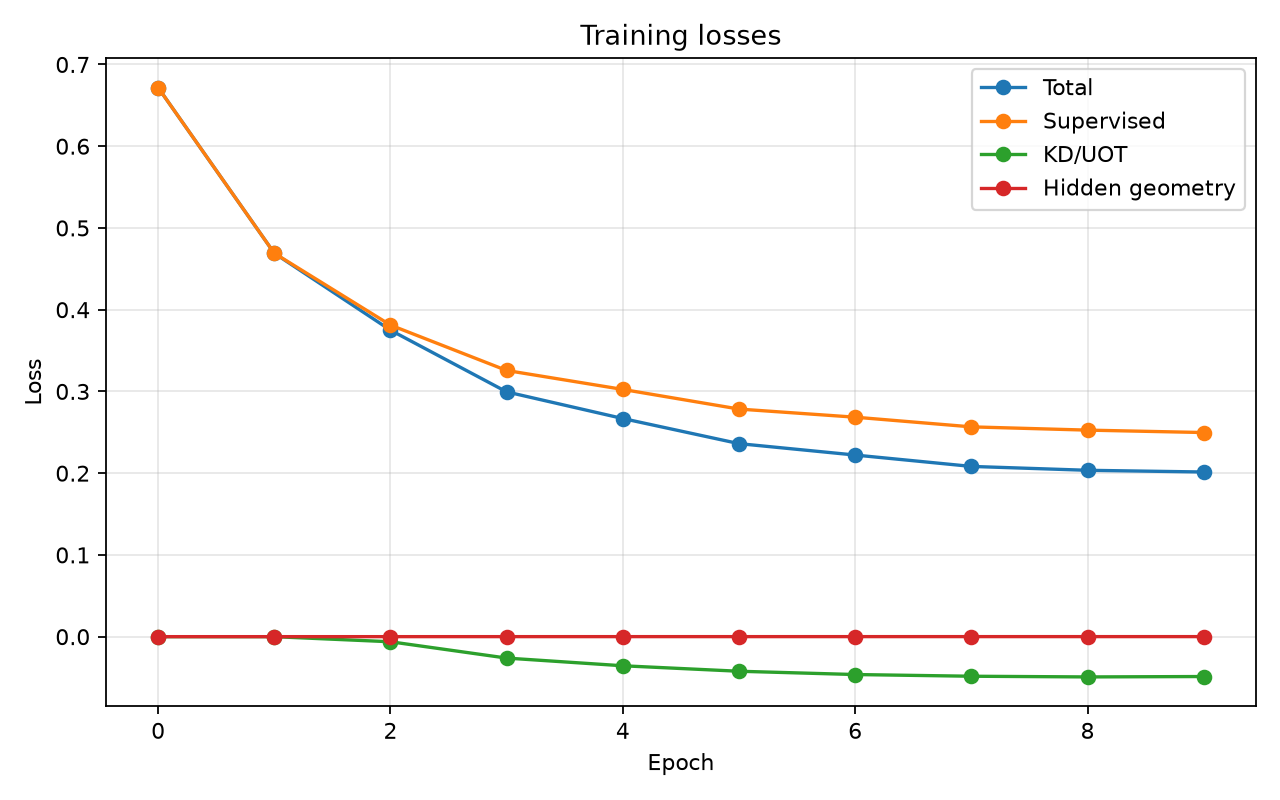 Training losses
0.7
0.6
0.5
0.4
0.3
0.2
0.1
0.0
Loss
0 2 4 6 8
Epoch
Total
Supervised
KD/UOT
Hidden geometry